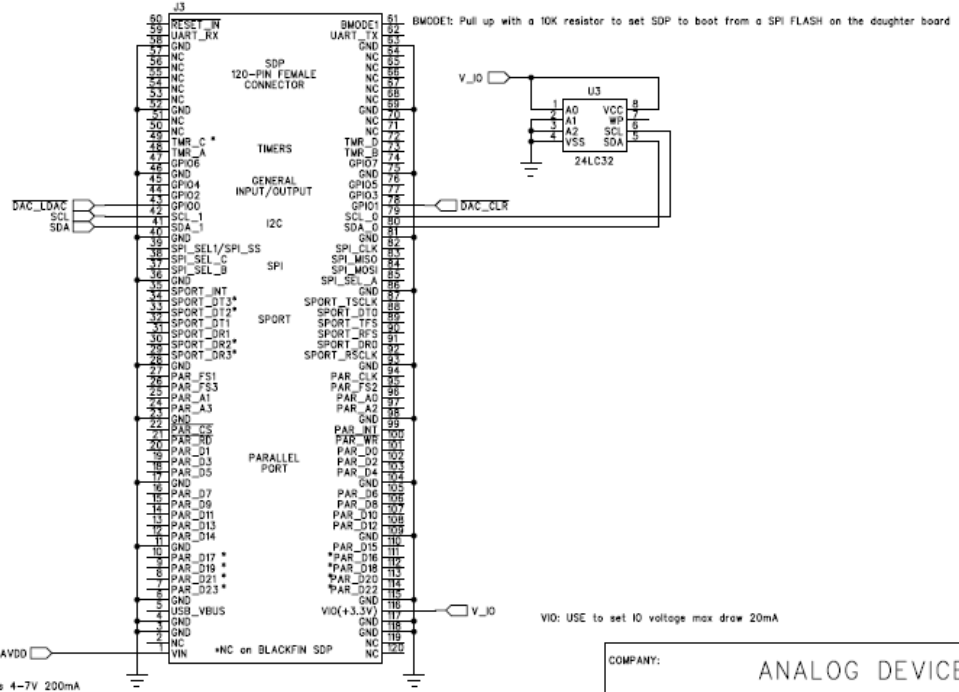 J3
60 RESET_IN BMODE1 61
BMODE1: Pull up with a 10K resistor to set SDP to boot from a SPI FLASH on the daughter board
59 UART_RX UART_TX 62
58 GND GND 63
57 NC NC 64
56 NC NC 65
55 NC NC 66
54 NC NC 67
53 NC NC 68
52 GND GND 69
51 NC NC 70
50 NC NC 71
49 TMR_C * TMR_D 72
48 TMR_A TMR_B 73
47 GPIO6 GPIO7 74
46 GND GND 75
45 GPIO4 GPIO5 76
44 GPIO2 GPIO3 77
43 GPIO0 GPIO1 78
42 SCL_1 SCL_0 79
41 SDA_1 SDA_0 80
40 GND GND 81
39 SPI_SEL1/SPI_SS SPI_CLK 82
38 SPI_SEL_C SPI_MISO 83
37 SPI_SEL_B SPI_MOSI 84
36 GND SPI_SEL_A 85
35 SPORT_INT GND 86
34 SPORT_DT3* SPORT_TSCLK 87
33 SPORT_DT2* SPORT_DT0 88
32 SPORT_DT1 SPORT_TFS 89
31 SPORT_DR1 SPORT_RFS 90
30 SPORT_DR2* SPORT_DR0 91
29 SPORT_DR3* SPORT_RSCLK 92
28 GND GND 93
27 PAR_FS1 PAR_CLK 94
26 PAR_FS3 PAR_FS2 95
25 PAR_A1 PAR_A0 96
24 PAR_A3 PAR_A2 97
23 GND GND 98
22 PAR_CS PAR_INT 99
21 PAR_RD PAR_WR 100
20 PAR_D1 PAR_D0 101
19 PAR_D3 PAR_D2 102
18 PAR_D5 PAR_D4 103
17 GND GND 104
16 PAR_D7 PAR_D6 105
15 PAR_D9 PAR_D8 106
14 PAR_D11 PAR_D10 107
13 PAR_D13 PAR_D12 108
12 PAR_D14 GND 109
11 GND PAR_D15 110
10 PAR_D17 * *PAR_D16 111
9 PAR_D19 * *PAR_D18 112
8 PAR_D21 * *PAR_D20 113
7 PAR_D23 * *PAR_D22 114
6 GND GND 115
5 USB_VBUS VIO(+3.3V) 116
4 GND GND 117
3 GND GND 118
2 NC NC 119
1 VIN NC 120
SDP
120-PIN FEMALE
CONNECTOR
TIMERS
GENERAL
INPUT/OUTPUT
I2C
SPI
SPORT
PARALLEL
PORT
*NC on BLACKFIN SDP
DAC_LDAC
SCL
SDA
DAC_CLR
V_IO
U3
1 A0 VCC 8
2 A1 WP 7
3 A2 SCL 6
4 VSS SDA 5
24LC32
V_IO
VIO: USE to set IO voltage max draw 20mA
AVDD
s 4-7V 200mA
COMPANY:
ANALOG DEVICE